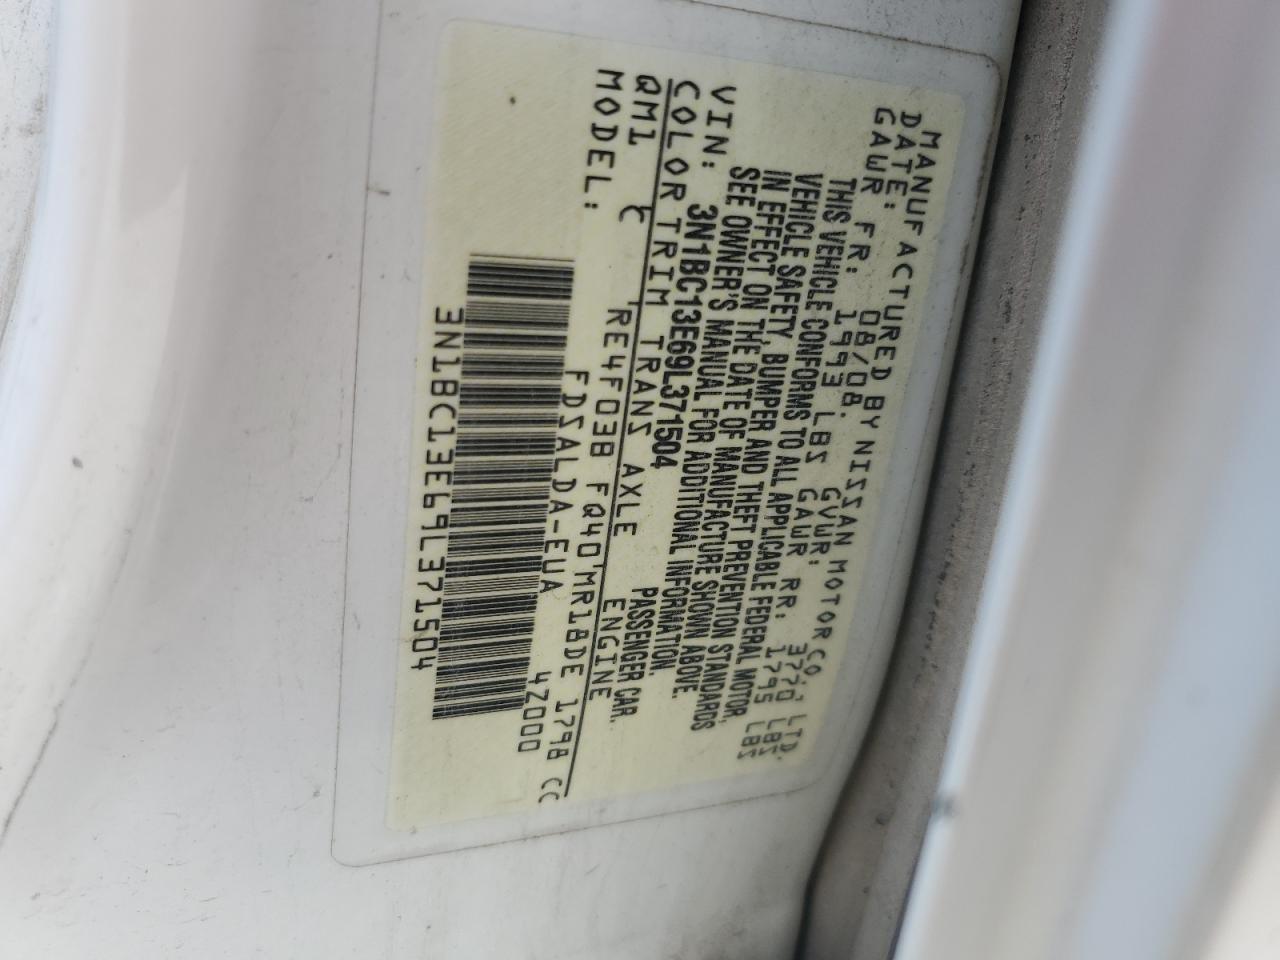 MANUFACTURED BY NISSAN MOTOR CO., LTD.
DATE: 08/08. GVWR: 3770 LBS.
GAWR FR: 1993 LBS GAWR RR: 1795 LBS
THIS VEHICLE CONFORMS TO ALL APPLICABLE FEDERAL MOTOR
VEHICLE SAFETY, BUMPER AND THEFT PREVENTION STANDARDS
IN EFFECT ON THE DATE OF MANUFACTURE SHOWN ABOVE.
SEE OWNER'S MANUAL FOR ADDITIONAL INFORMATION.
VIN: 3N1BC13E69L371504 PASSENGER CAR.
COLOR TRIM TRANS AXLE ENGINE
QM1 C RE4F03B FQ40 MR18DE 1798 CC
MODEL: FDSALDA-EUA 4Z000
3N1BC13E69L371504